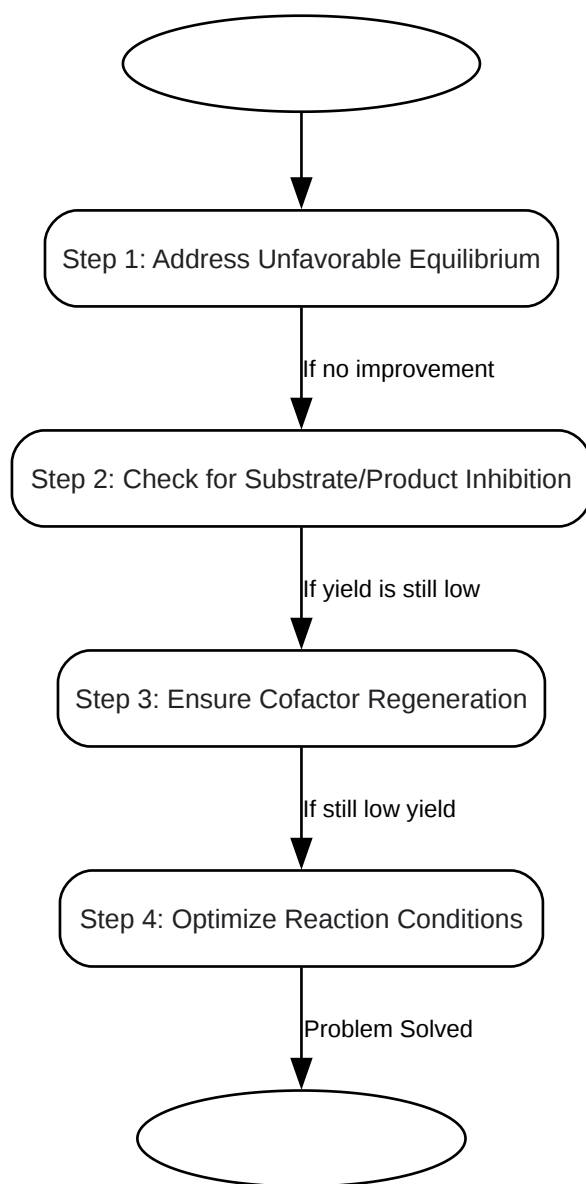 Step 1: Address Unfavorable Equilibrium
If no improvement
Step 2: Check for Substrate/Product Inhibition
If yield is still low
Step 3: Ensure Cofactor Regeneration
If still low yield
Step 4: Optimize Reaction Conditions
Problem Solved